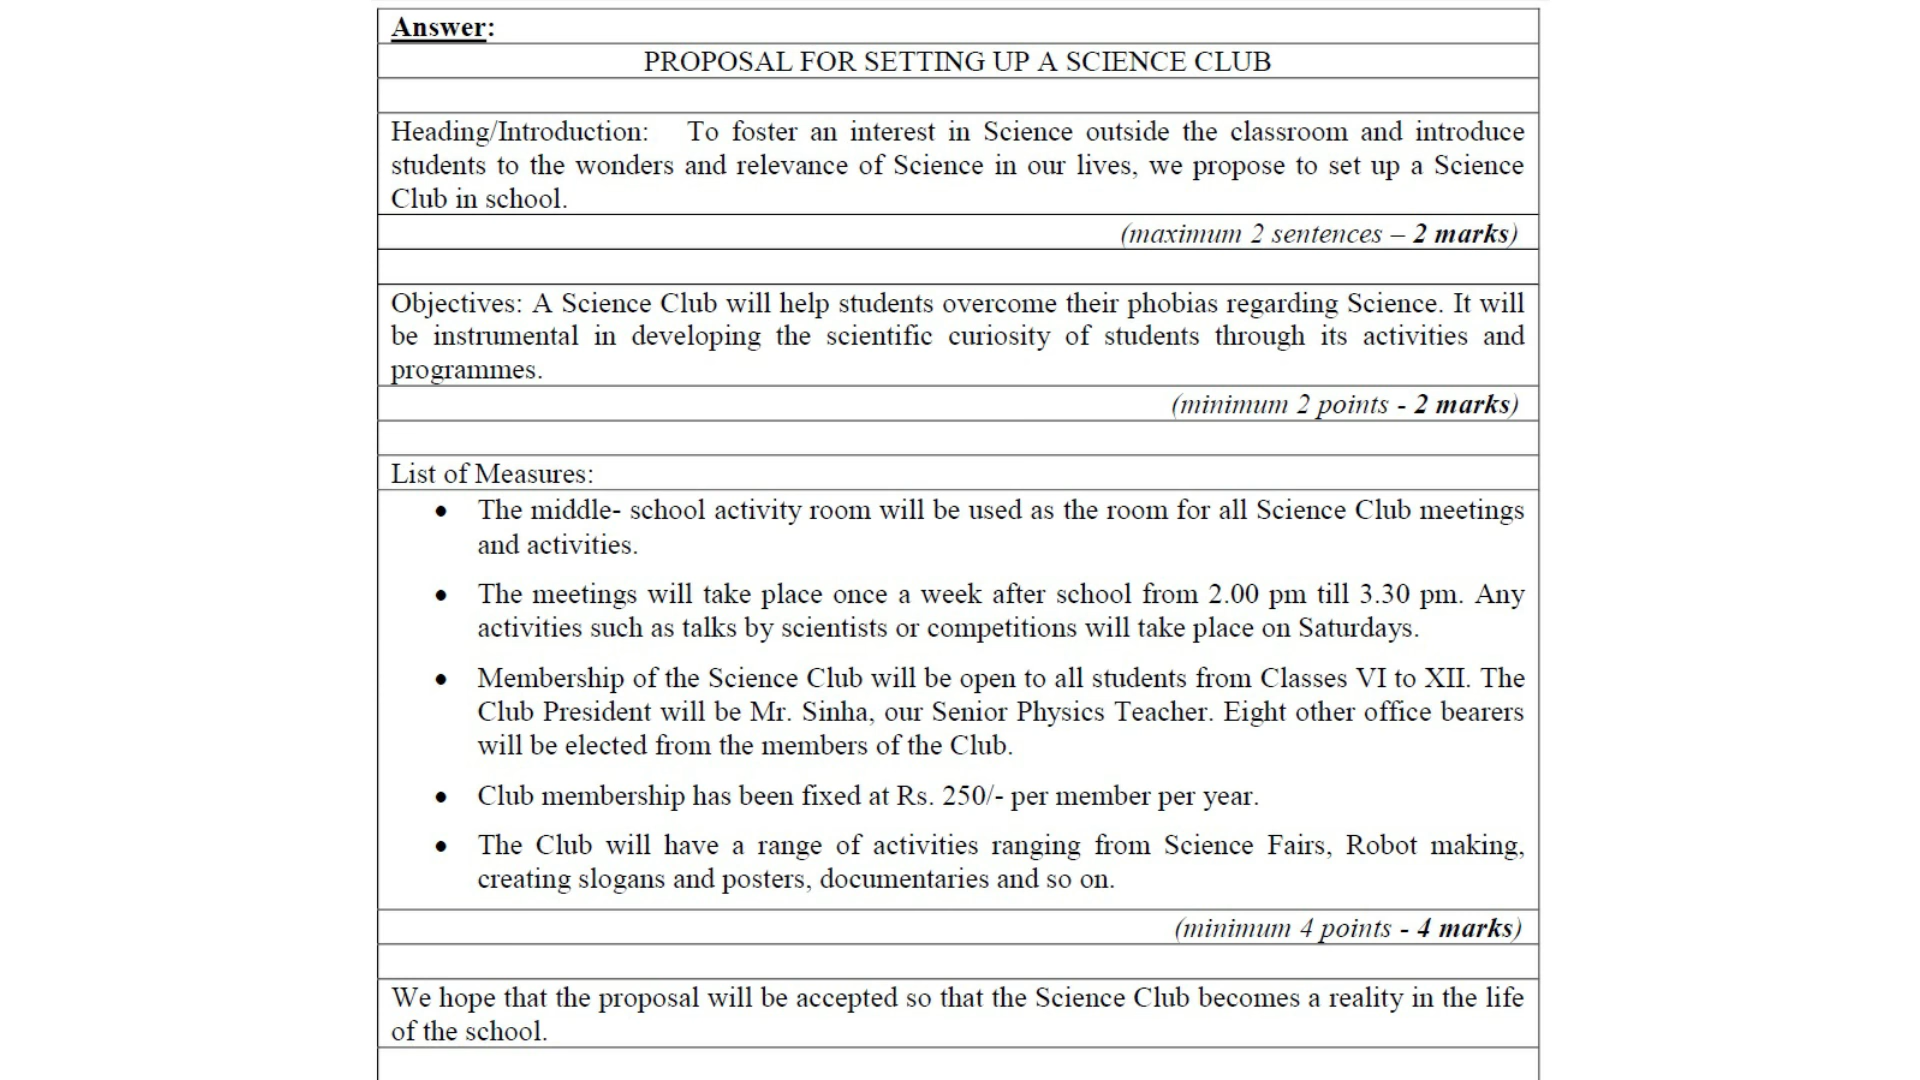 Answer:
PROPOSAL FOR SETTING UP A SCIENCE CLUB
Heading/Introduction: To foster an interest in Science outside the classroom and introduce
students to the wonders and relevance of Science in our lives, we propose to set up a Science
Club in school.
(maximum 2 sentences – 2 marks)
Objectives: A Science Club will help students overcome their phobias regarding Science. It will
be instrumental in developing the scientific curiosity of students through its activities and
programmes.
(minimum 2 points - 2 marks)
List of Measures:
• The middle- school activity room will be used as the room for all Science Club meetings
and activities.
• The meetings will take place once a week after school from 2.00 pm till 3.30 pm. Any
activities such as talks by scientists or competitions will take place on Saturdays.
• Membership of the Science Club will be open to all students from Classes VI to XII. The
Club President will be Mr. Sinha, our Senior Physics Teacher. Eight other office bearers
will be elected from the members of the Club.
• Club membership has been fixed at Rs. 250/- per member per year.
• The Club will have a range of activities ranging from Science Fairs, Robot making,
creating slogans and posters, documentaries and so on.
(minimum 4 points - 4 marks)
We hope that the proposal will be accepted so that the Science Club becomes a reality in the life
of the school.